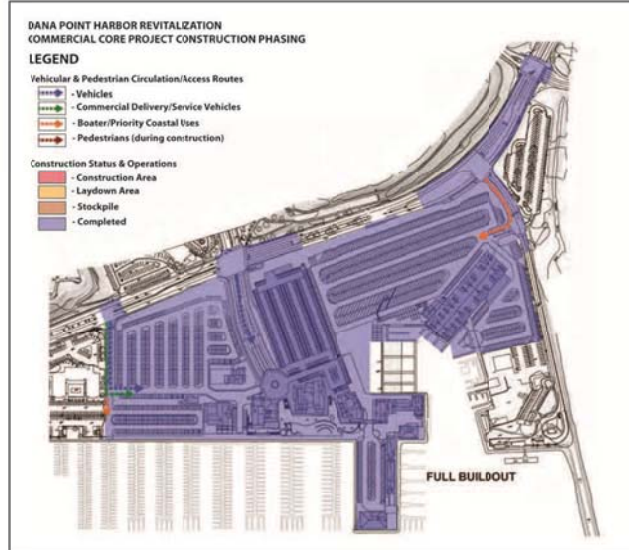 DANA POINT HARBOR REVITALIZATION
COMMERCIAL CORE PROJECT CONSTRUCTION PHASING
LEGEND
Vehicular & Pedestrian Circulation/Access Routes
- Vehicles
- Commercial Delivery/Service Vehicles
- Boater/Priority Coastal Uses
- Pedestrians (during construction)
Construction Status & Operations
- Construction Area
- Laydown Area
- Stockpile
- Completed
FULL BUILDOUT